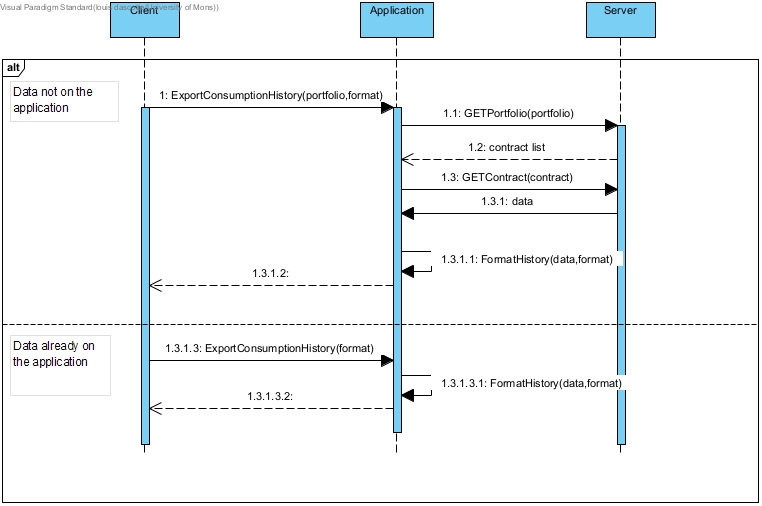 Visual Paradigm Standard(louis
University of Mons))
Client
Application
Server
alt
Data not on the
application
1: ExportConsumptionHistory(portfolio,format)
1.1: GETPortfolio(portfolio)
1.2: contract list
1.3: GETContract(contract)
1.3.1: data
1.3.1.1: FormatHistory(data,format)
1.3.1.2:
Data already on
the application
1.3.1.3: ExportConsumptionHistory(format)
1.3.1.3.1: FormatHistory(data,format)
1.3.1.3.2: